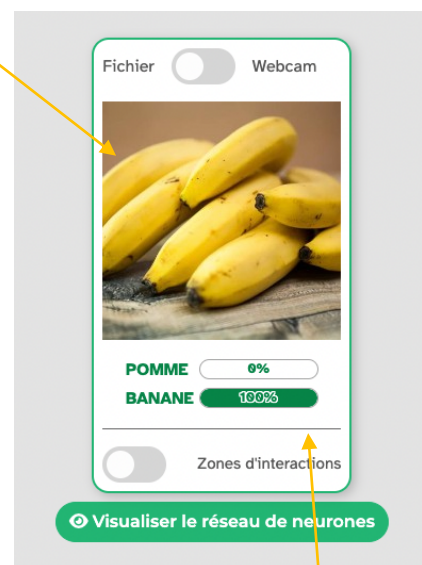 Fichier Webcam
POMME 0%
BANANE 100%
Zones d'interactions
Visualiser le réseau de neurones